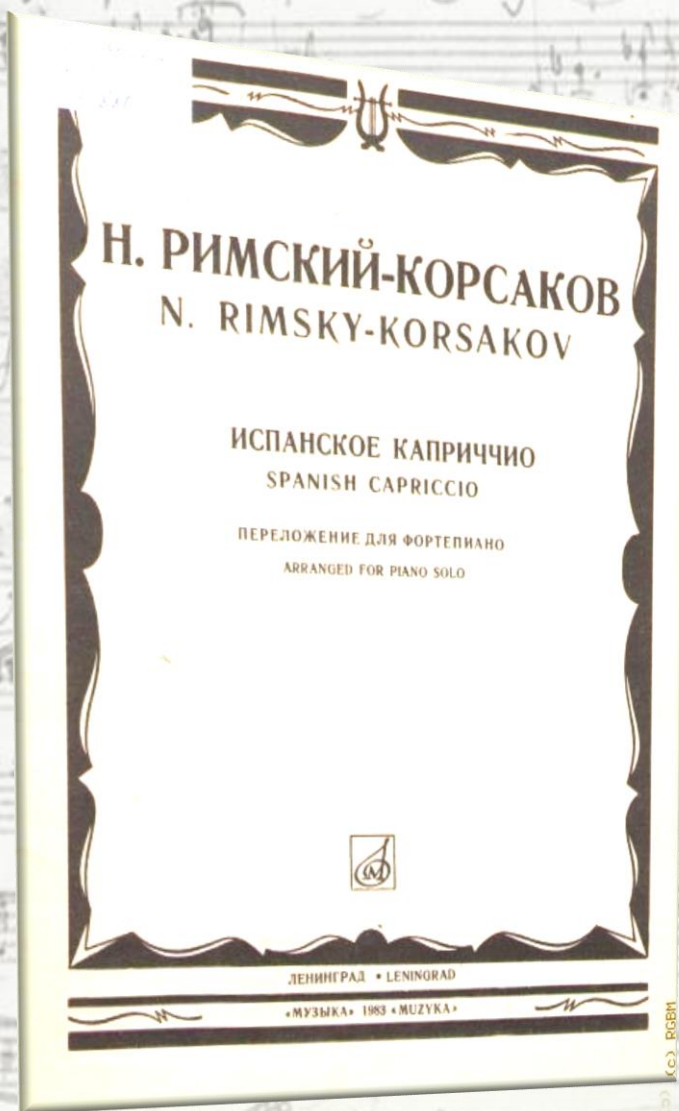 Н. РИМСКИЙ-КОРСАКОВ
N. RIMSKY-KORSAKOV
ИСПАНСКОЕ КАПРИЧЧИО
SPANISH CAPRICCIO
ПЕРЕЛОЖЕНИЕ ДЛЯ ФОРТЕПИАНО
ARRANGED FOR PIANO SOLO
М
ЛЕНИНГРАД • LENINGRAD
«МУЗЫКА» 1983 «MUZYKA»
(c) RGBM